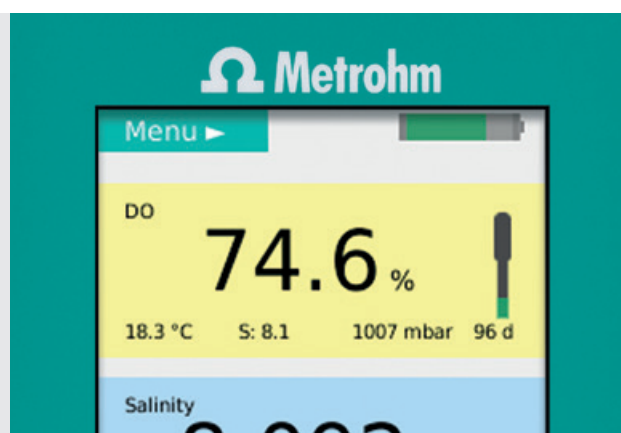 Metrohm
Menu ►
DO
74.6 %
18.3 °C S: 8.1 1007 mbar 96 d
Salinity